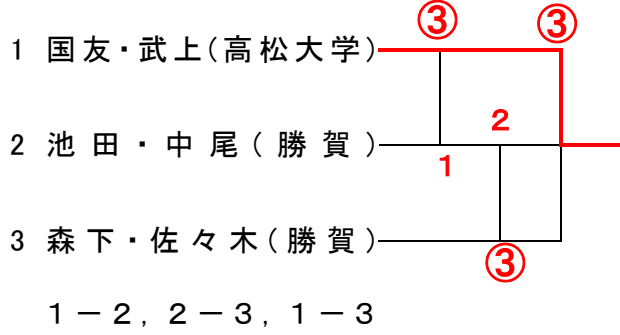 ③ ③
1 国友・武上(高松大学)
2
2 池田・中尾(勝賀)
1
3 森下・佐々木(勝賀)
③
1－2, 2－3, 1－3